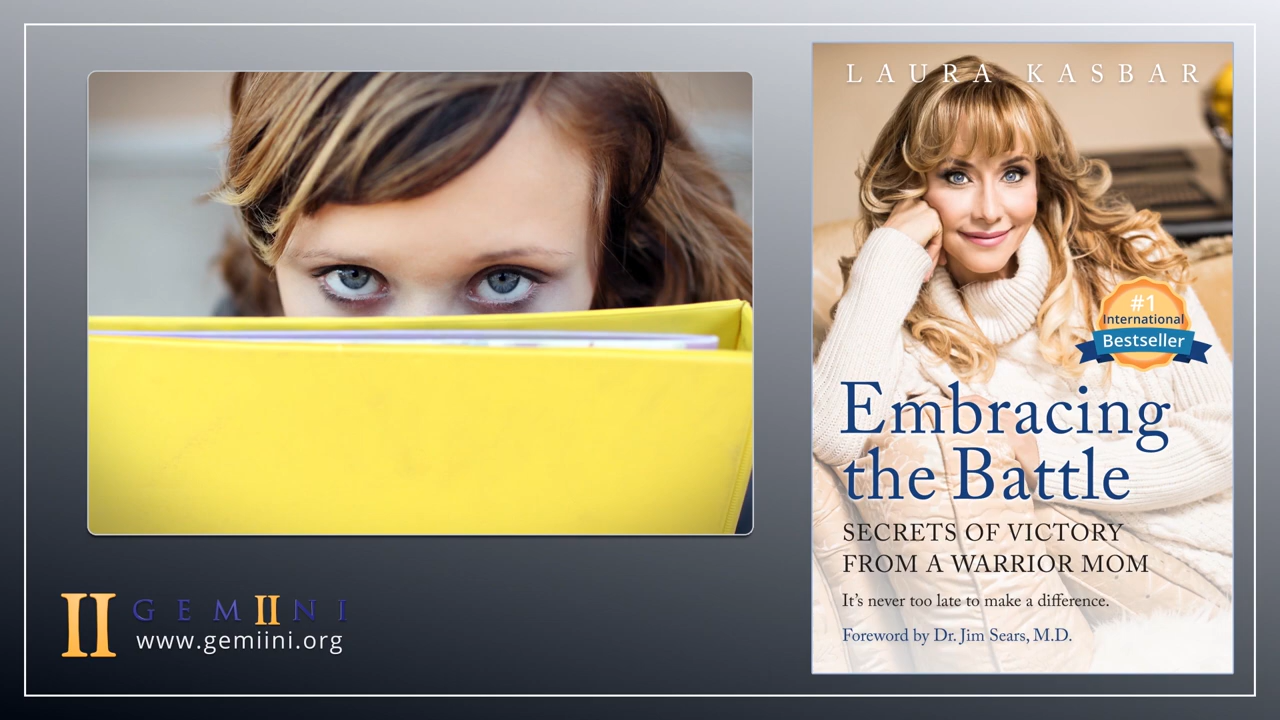 LAURA KASBAR
#1
International
Bestseller
Embracing
the Battle
SECRETS OF VICTORY
FROM A WARRIOR MOM
It's never too late to make a difference.
Foreword by Dr. Jim Sears, M.D.
II GEMIINI
www.gemiini.org